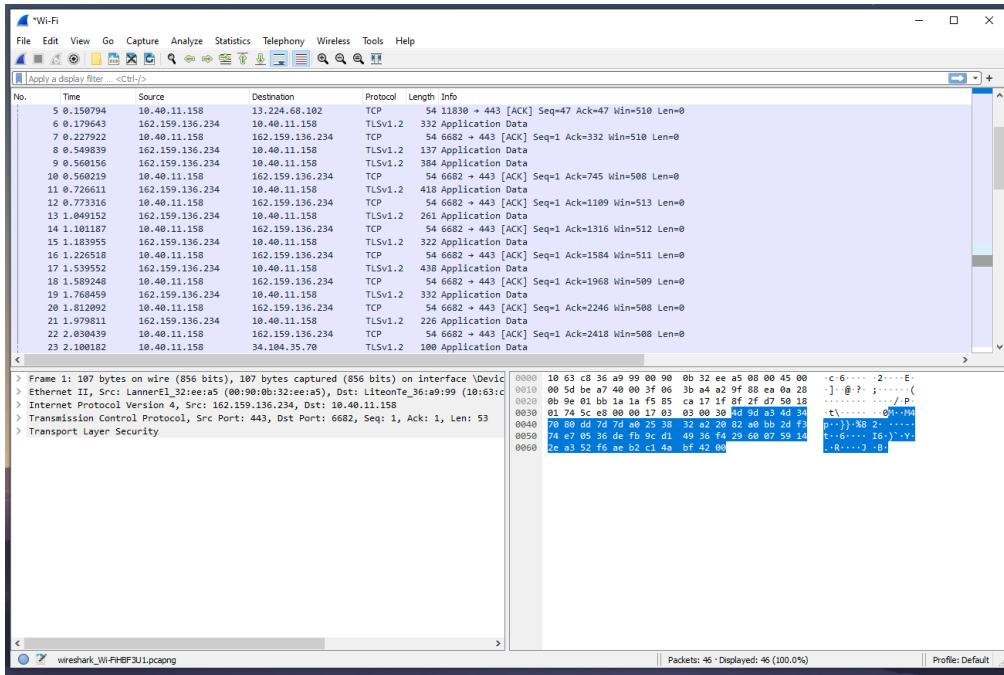 *Wi-Fi
File Edit View Go Capture Analyze Statistics Telephony Wireless Tools Help
Apply a display filter ... <Ctrl-/>
+
No. Time Source Destination Protocol Length Info
5 0.150794 10.40.11.158 13.224.68.102 TCP 54 11830 → 443 [ACK] Seq=47 Ack=47 Win=510 Len=0
6 0.179643 162.159.136.234 10.40.11.158 TLSv1.2 332 Application Data
7 0.227922 10.40.11.158 162.159.136.234 TCP 54 6682 → 443 [ACK] Seq=1 Ack=332 Win=510 Len=0
8 0.549839 162.159.136.234 10.40.11.158 TLSv1.2 137 Application Data
9 0.560156 162.159.136.234 10.40.11.158 TLSv1.2 384 Application Data
10 0.560219 10.40.11.158 162.159.136.234 TCP 54 6682 → 443 [ACK] Seq=1 Ack=745 Win=508 Len=0
11 0.726611 162.159.136.234 10.40.11.158 TLSv1.2 418 Application Data
12 0.773316 10.40.11.158 162.159.136.234 TCP 54 6682 → 443 [ACK] Seq=1 Ack=1109 Win=513 Len=0
13 1.049152 162.159.136.234 10.40.11.158 TLSv1.2 261 Application Data
14 1.101187 10.40.11.158 162.159.136.234 TCP 54 6682 → 443 [ACK] Seq=1 Ack=1316 Win=512 Len=0
15 1.183955 162.159.136.234 10.40.11.158 TLSv1.2 322 Application Data
16 1.226518 10.40.11.158 162.159.136.234 TCP 54 6682 → 443 [ACK] Seq=1 Ack=1584 Win=511 Len=0
17 1.539552 162.159.136.234 10.40.11.158 TLSv1.2 438 Application Data
18 1.589248 10.40.11.158 162.159.136.234 TCP 54 6682 → 443 [ACK] Seq=1 Ack=1968 Win=509 Len=0
19 1.768459 162.159.136.234 10.40.11.158 TLSv1.2 332 Application Data
20 1.812092 10.40.11.158 162.159.136.234 TCP 54 6682 → 443 [ACK] Seq=1 Ack=2246 Win=508 Len=0
21 1.979811 162.159.136.234 10.40.11.158 TLSv1.2 226 Application Data
22 2.030439 10.40.11.158 162.159.136.234 TCP 54 6682 → 443 [ACK] Seq=1 Ack=2418 Win=508 Len=0
23 2.100182 10.40.11.158 34.104.35.70 TLSv1.2 100 Application Data
> Frame 1: 107 bytes on wire (856 bits), 107 bytes captured (856 bits) on interface \Devic
> Ethernet II, Src: LannerEl_32:ee:a5 (00:90:0b:32:ee:a5), Dst: LiteonTe_36:a9:99 (10:63:c
> Internet Protocol Version 4, Src: 162.159.136.234, Dst: 10.40.11.158
> Transmission Control Protocol, Src Port: 443, Dst Port: 6682, Seq: 1, Ack: 1, Len: 53
> Transport Layer Security
0000 10 63 c8 36 a9 99 00 90 0b 32 ee a5 08 00 45 00 ·c·6···· ·2····E·
0010 00 5d be a7 40 00 3f 06 3b a4 a2 9f 88 ea 0a 28 ·]··@·?· ;······(
0020 0b 9e 01 bb 1a 1a f5 85 ca 17 1f 8f 2f d7 50 18 ········ ····/·P·
0030 01 74 5c e8 00 00 17 03 03 00 30 4d 9d a3 4d 34 ·t\····· ··0M··M4
0040 70 80 dd 7d 7d a0 25 38 32 a2 20 82 a0 bb 2d f3 p··}}·%8 2· ···-·
0050 74 e7 05 36 de fb 9c d1 49 36 f4 29 60 07 59 14 t··6···· I6·)`·Y·
0060 2e a3 52 f6 ae b2 c1 4a bf 42 00 .·R····J ·B·
wireshark_Wi-FiHBF3U1.pcapng
Packets: 46 · Displayed: 46 (100.0%)
Profile: Default